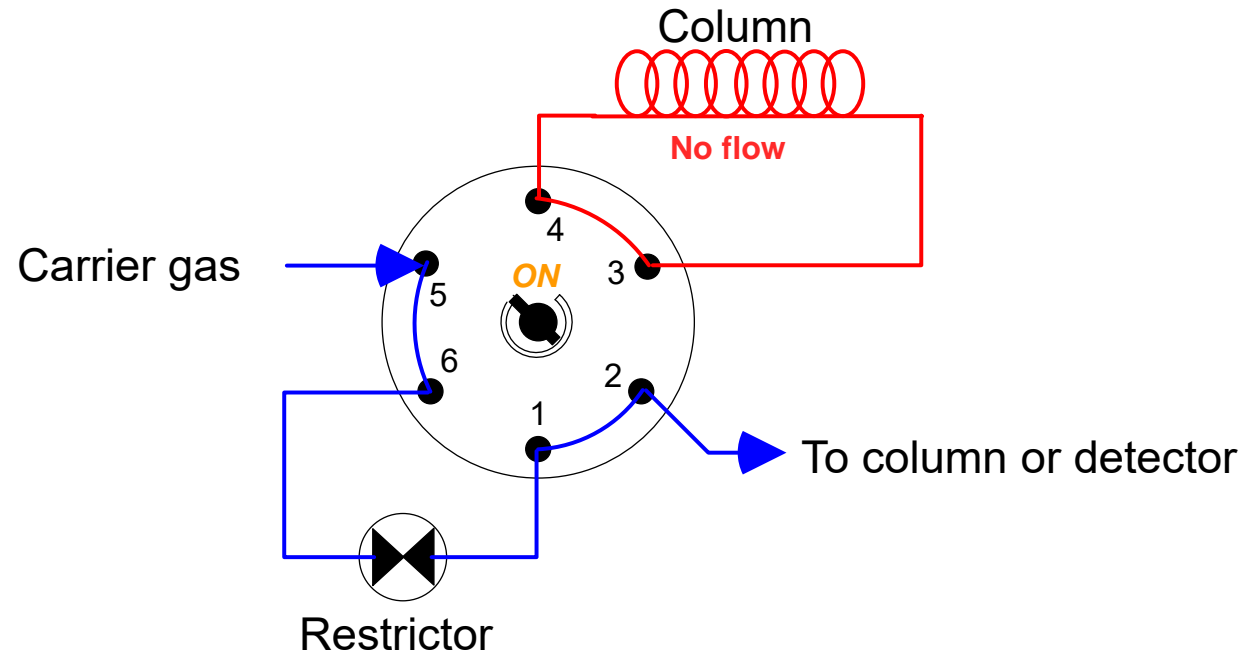 Column
No flow
4
Carrier gas
ON
3
5
6
2
1
To column or detector
Restrictor